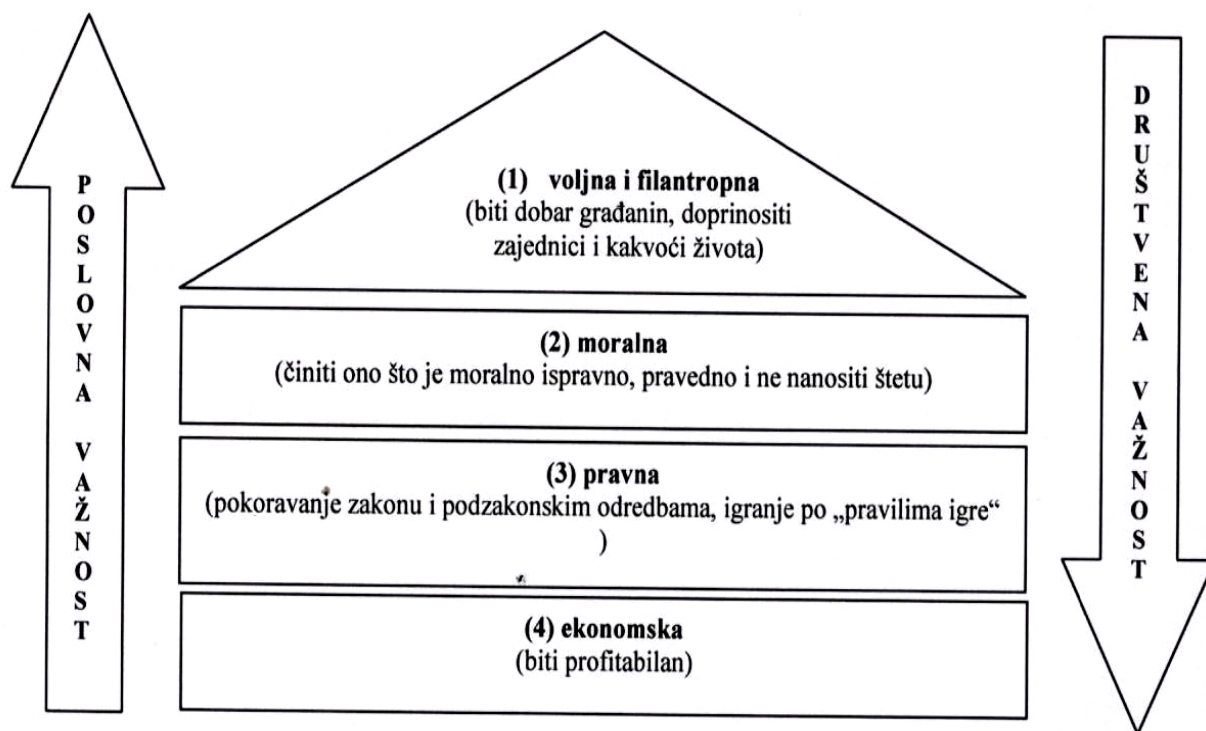 POSLOVNA VAŽNOST
(1) voljna i filantropna
(biti dobar građanin, doprinositi
zajednici i kakvoći života)
(2) moralna
(činiti ono što je moralno ispravno, pravedno i ne nanositi štetu)
(3) pravna
(pokoravanje zakonu i podzakonskim odredbama, igranje po „pravilima igre“
)
(4) ekonomska
(biti profitabilan)
DRUŠTVENA VAŽNOST